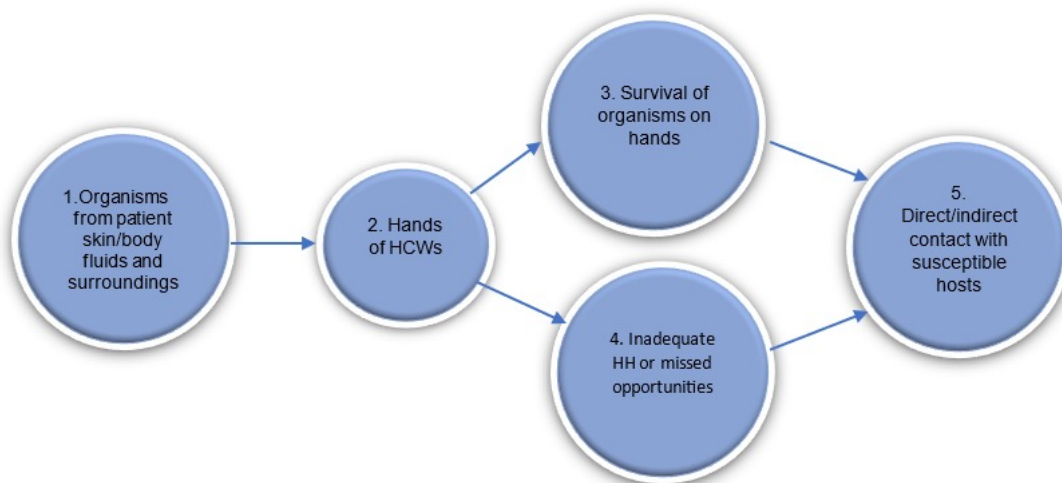 1.Organisms
from patient
skin/body
fluids and
surroundings
2. Hands
of HCWs
3. Survival of
organisms on
hands
4. Inadequate
HH or missed
opportunities
5.
Direct/indirect
contact with
susceptible
hosts